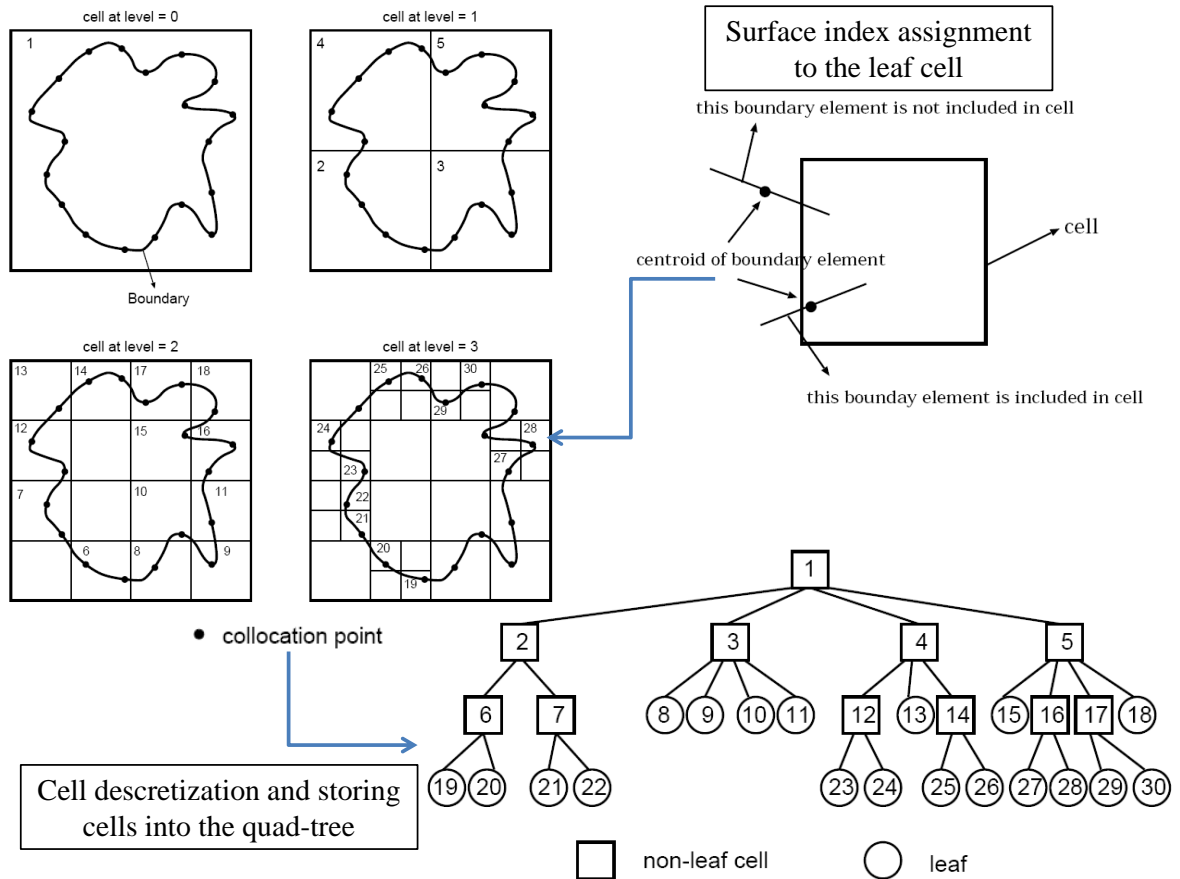 cell at level = 0
1
Boundary
cell at level = 1
4 5
2 3
Surface index assignment
to the leaf cell
this boundary element is not included in cell
cell
centroid of boundary element
this bounday element is included in cell
cell at level = 2
13 14 17 18
12 15 16
7 10 11
6 8 9
cell at level = 3
25 26 30
29
24 28
23 27
22
21
20
19
collocation point
1
2 3 4 5
6 7 8 9 10 11 12 13 14 15 16 17 18
19 20 21 22 23 24 25 26 27 28 29 30
Cell descretization and storing
cells into the quad-tree
non-leaf cell
leaf